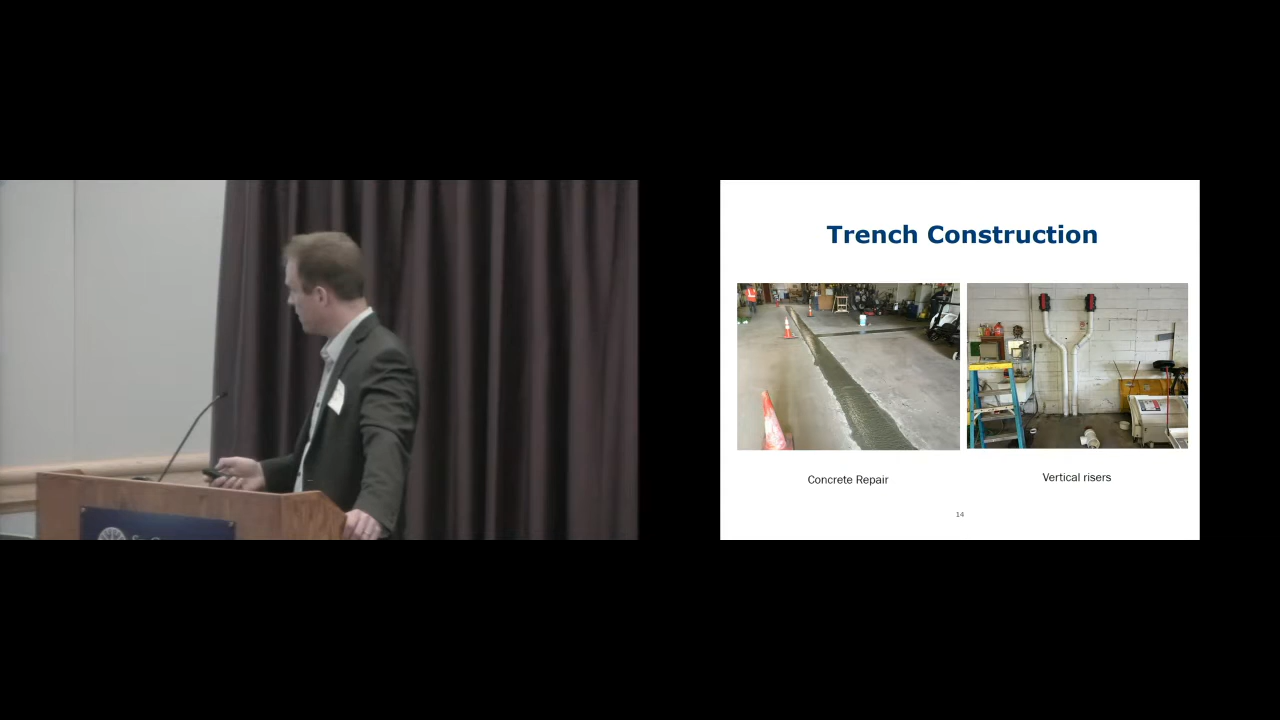 Trench Construction
Concrete Repair
Vertical risers
14